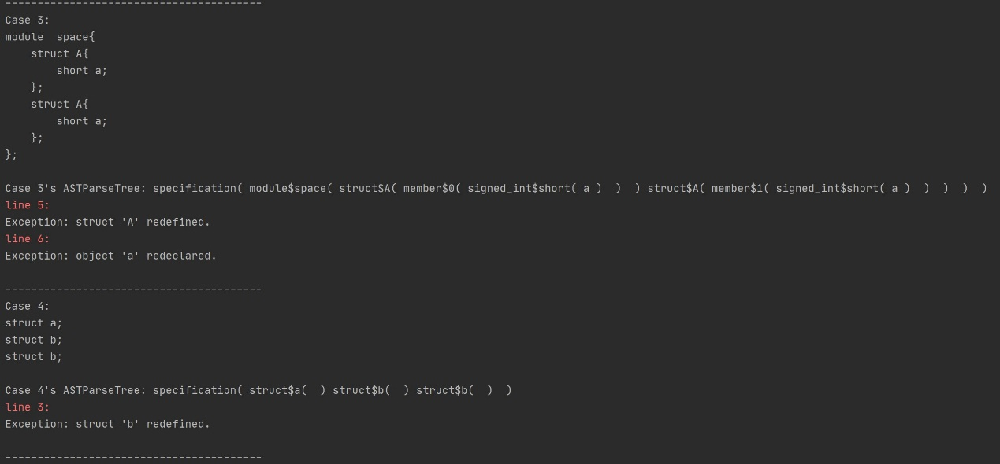 ----------------------------------------
Case 3:
module  space{
    struct A{
        short a;
    };
    struct A{
        short a;
    };
};
Case 3's ASTParseTree: specification( module$space( struct$A( member$0( signed_int$short( a )  )  ) struct$A( member$1( signed_int$short( a )  )  )  )  )
line 5:
Exception: struct 'A' redefined.
line 6:
Exception: object 'a' redeclared.
----------------------------------------
Case 4:
struct a;
struct b;
struct b;
Case 4's ASTParseTree: specification( struct$a(  ) struct$b(  ) struct$b(  )  )
line 3:
Exception: struct 'b' redefined.
----------------------------------------